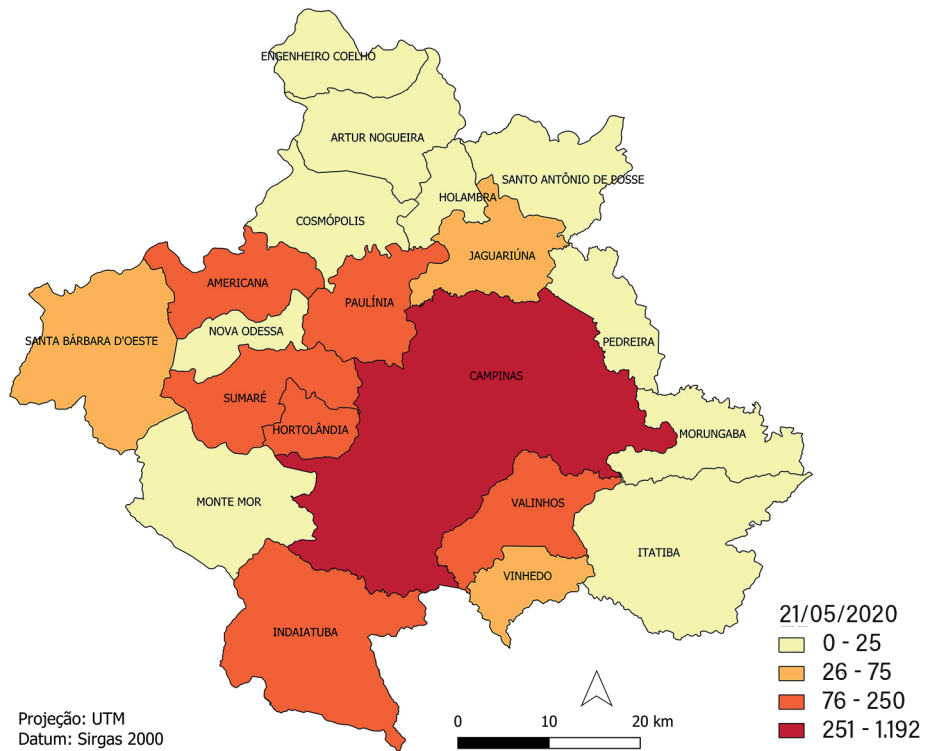 ENGENHEIRO COELHO
ARTUR NOGUEIRA
SANTO ANTÔNIO DE POSSE
HOLAMBRA
COSMÓPOLIS
JAGUARIÚNA
AMERICANA
PAULÍNIA
NOVA ODESSA
SANTA BÁRBARA D'OESTE
PEDREIRA
CAMPINAS
SUMARÉ
HORTOLÂNDIA
MORUNGABA
MONTE MOR
VALINHOS
ITATIBA
VINHEDO
INDAIATUBA
21/05/2020
0 - 25
26 - 75
76 - 250
251 - 1.192
0 10 20 km
Projeção: UTM
Datum: Sirgas 2000